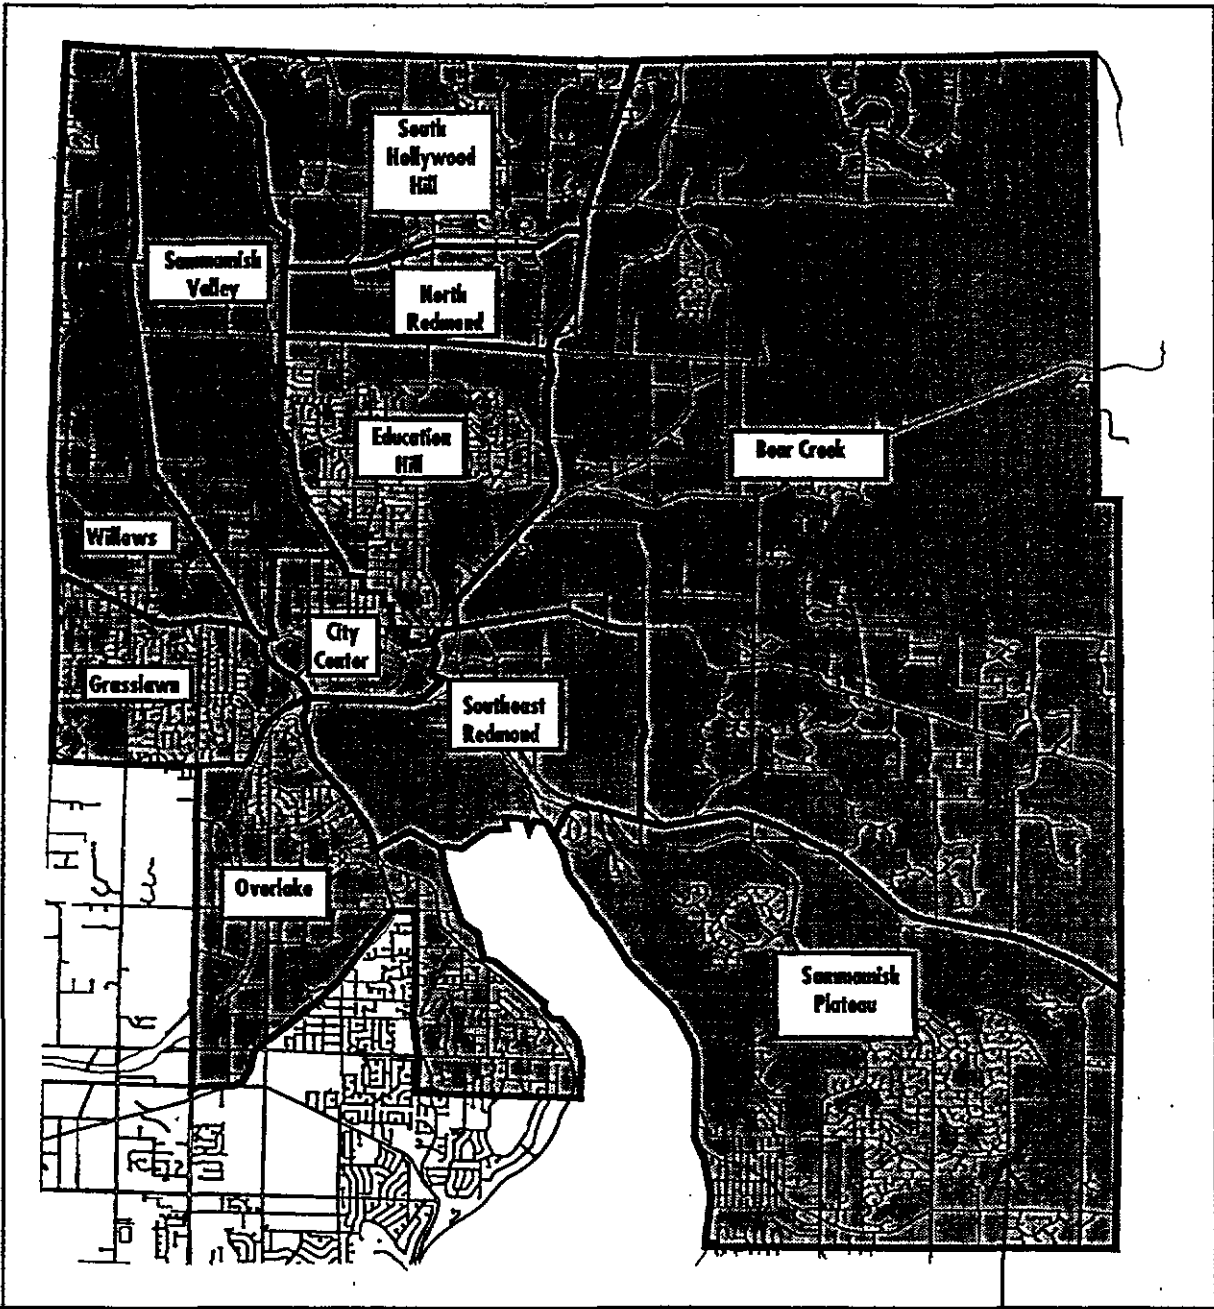 South
Hollywood
Hill
Sammamish
Valley
North
Redmond
Education
Hill
Bear Creek
Willows
City
Center
Grasslawn
Southeast
Redmond
Overlake
Sammamish
Plateau